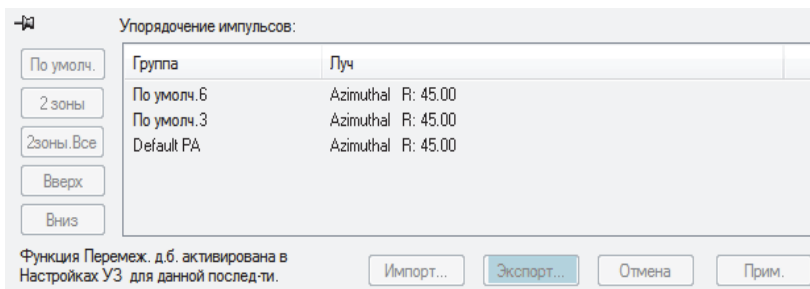 Упорядочение импульсов:
По умолч.
Группа Луч
2 зоны
По умолч.6 Azimuthal R: 45.00
По умолч.3 Azimuthal R: 45.00
2зоны.Все
Default PA Azimuthal R: 45.00
Вверх
Вниз
Функция Перемеж. д.б. активирована в
Настройках УЗ для данной послед-ти.
Импорт... Экспорт... Отмена Прим.